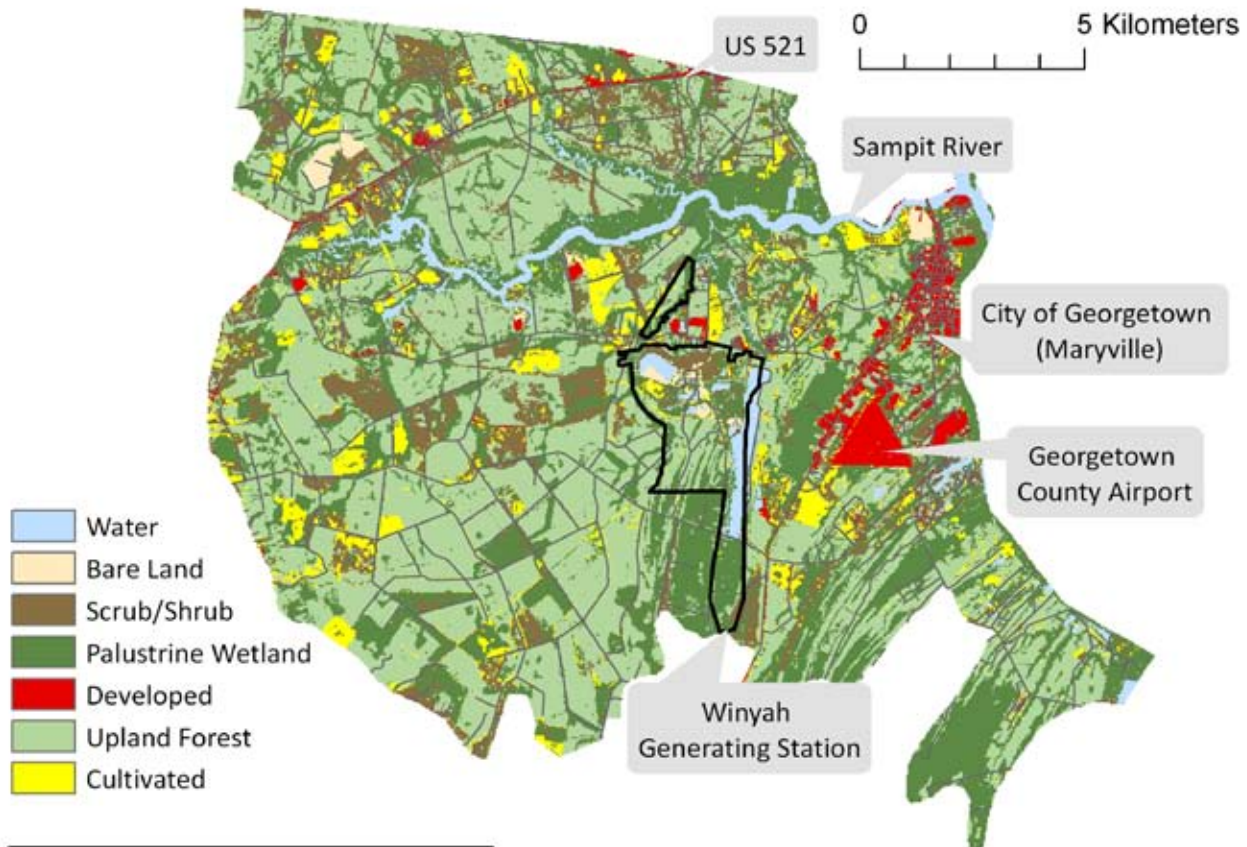 0 5 Kilometers
US 521
Sampit River
City of Georgetown
(Maryville)
Georgetown
County Airport
Winyah
Generating Station
Water
Bare Land
Scrub/Shrub
Palustrine Wetland
Developed
Upland Forest
Cultivated